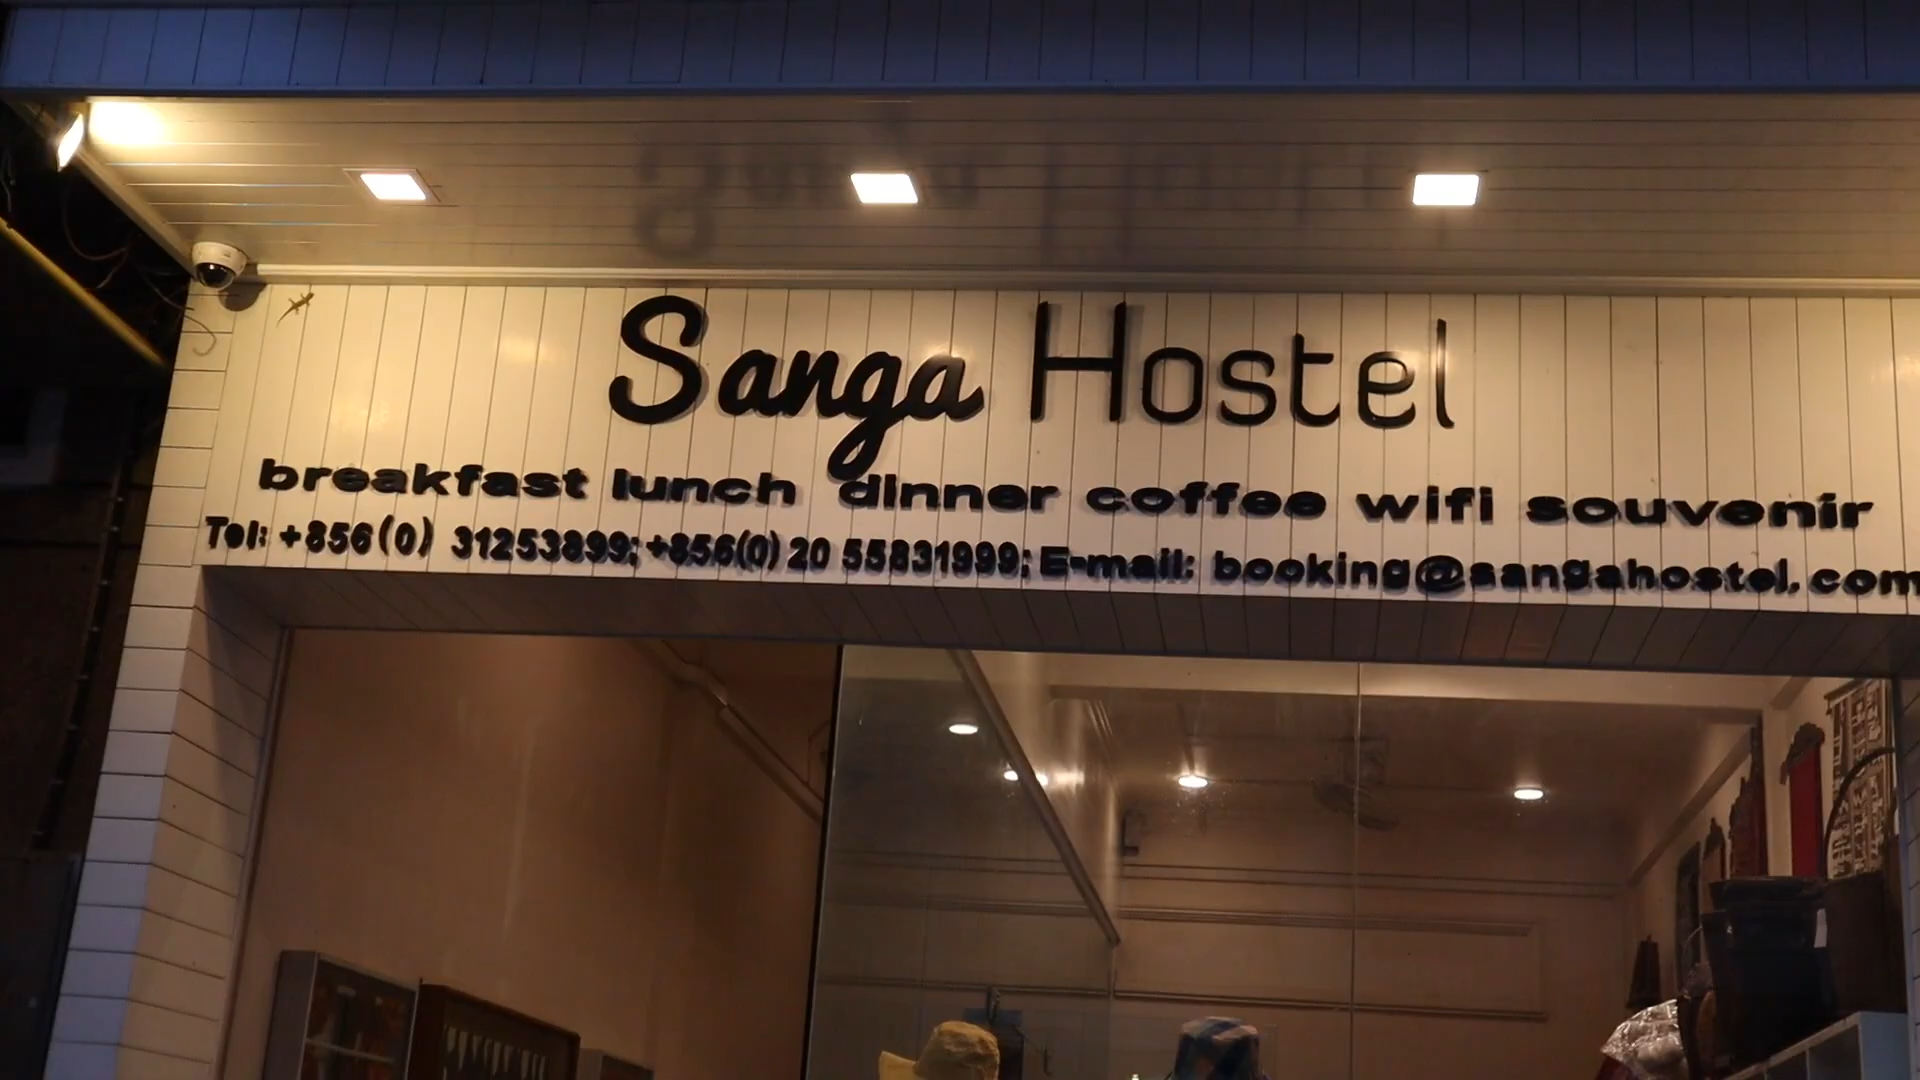 Sanga Hostel
breakfast lunch dinner coffee wifi souvenir
Tel: +856(0) 31253899; +856(0) 20 55831999; E-mail: booking@sangahostel.com